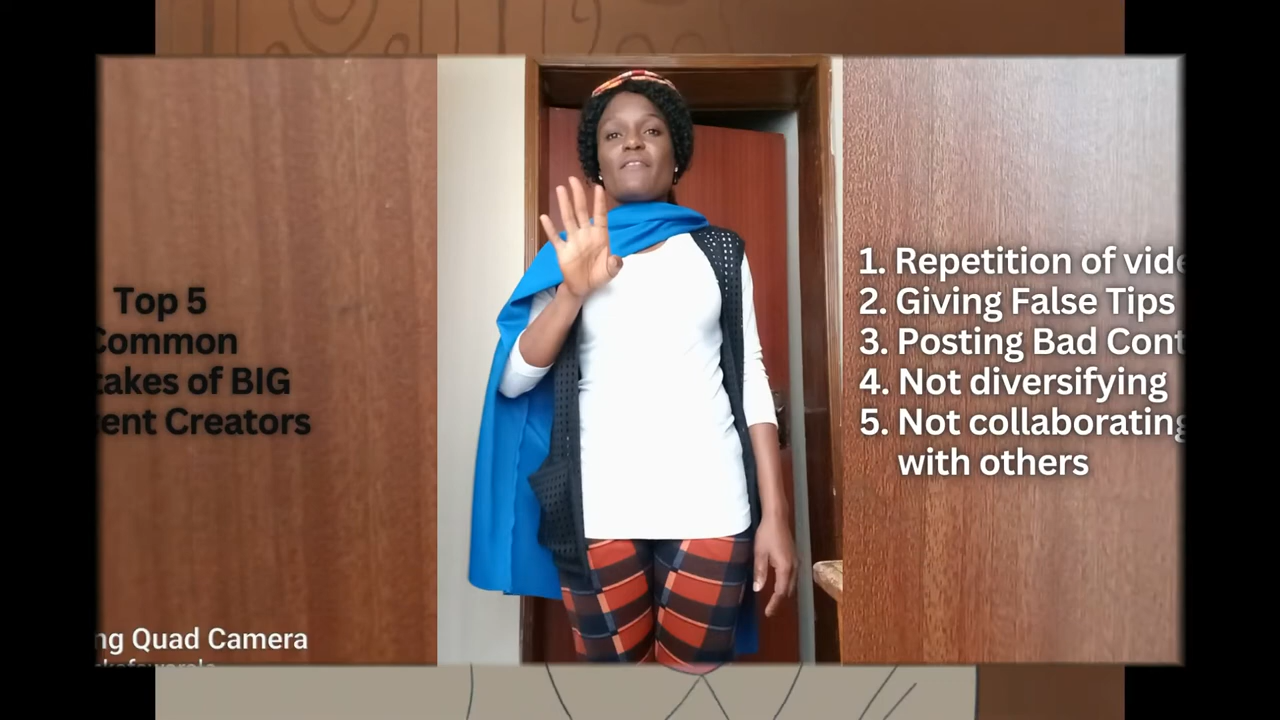 Top 5
Common
takes of BIG
ent Creators
ng Quad Camera
1. Repetition of vide
2. Giving False Tips
3. Posting Bad Cont
4. Not diversifying
5. Not collaborating
with others